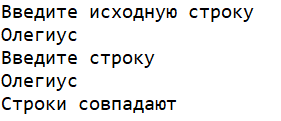 Введите исходную строку
Олегиус
Введите строку
Олегиус
Строки совпадают